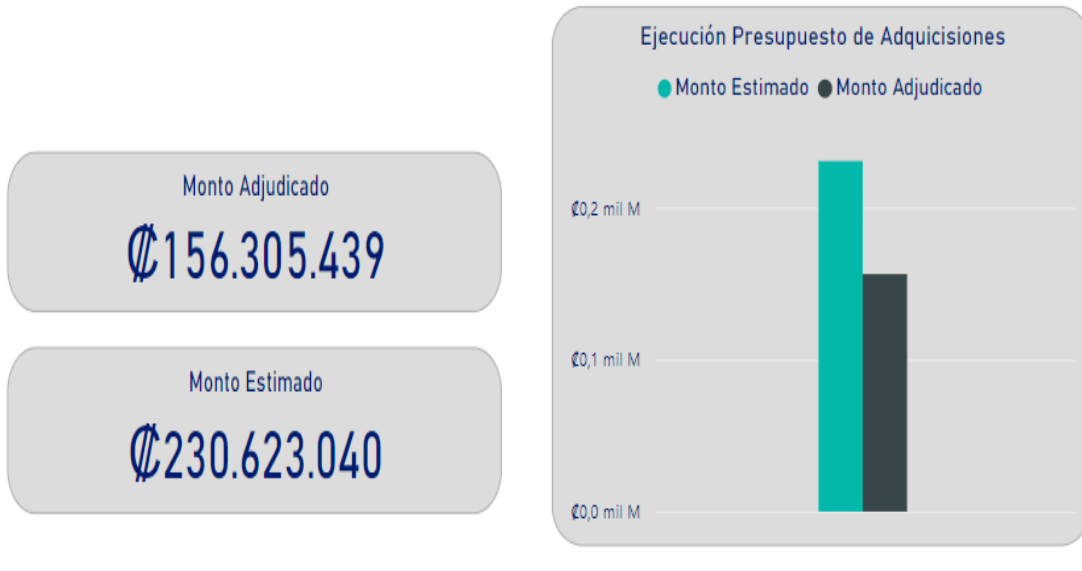 Monto Adjudicado
₡156.305.439
Monto Estimado
₡230.623.040
Ejecución Presupuesto de Adquicisiones
Monto Estimado Monto Adjudicado
₡0,2 mil M
₡0,1 mil M
₡0,0 mil M